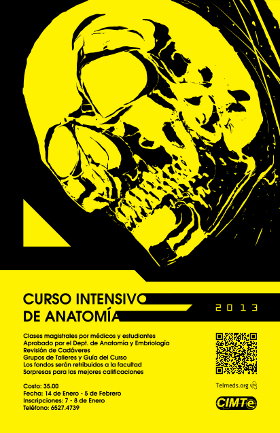 CURSO INTENSIVO
DE ANATOMÍA
2013
Clases magistrales por médicos y estudiantes
Aprobado por el Dept. de Anatomía y Embriología
Revisión de Cadáveres
Grupos de Talleres y Guía del Curso
Los fondos serán retribuidos a la facultad
Sorpresas para las mejores calificaciones
Costo: 35.00
Fecha: 14 de Enero - 5 de Febrero
Inscripciones: 7 - 8 de Enero
Teléfono: 6527.4739
Telmeds.org
CIMTe